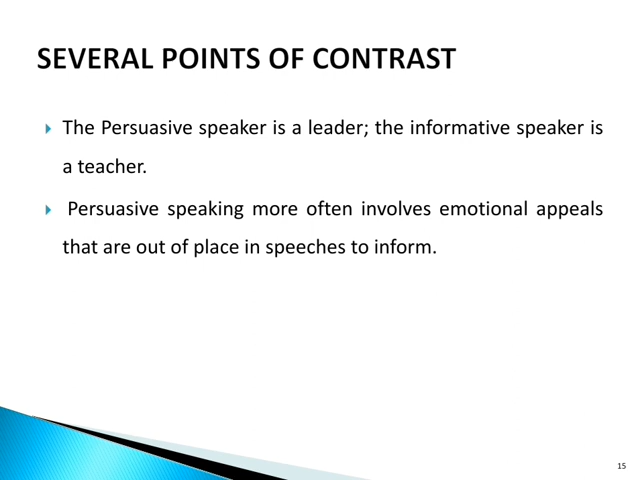 SEVERAL POINTS OF CONTRAST
The Persuasive speaker is a leader; the informative speaker is
a teacher.
Persuasive speaking more often involves emotional appeals
that are out of place in speeches to inform.
15